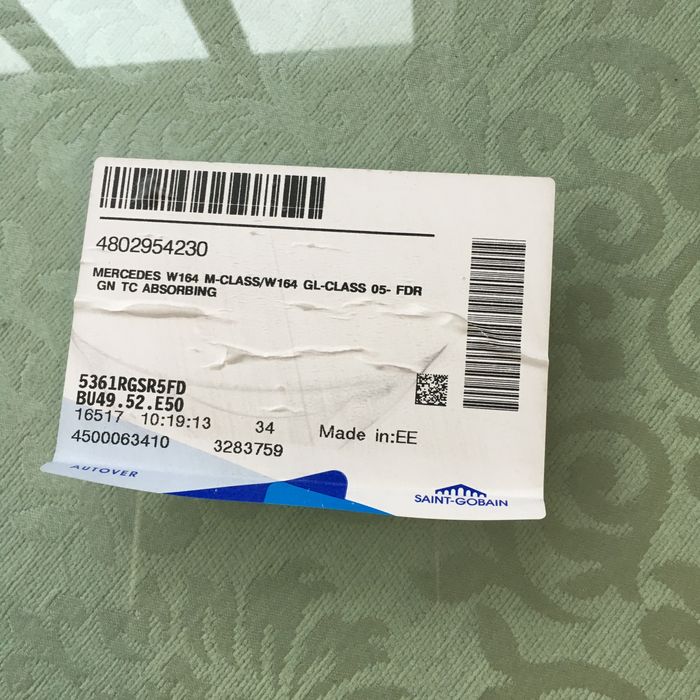 4802954230
MERCEDES W164 M-CLASS/W164 GL-CLASS 05- FDR
GN TC ABSORBING
5361RGSR5FD
BU49.52.E50
16517 10:19:13 34
Made in:EE
4500063410 3283759
AUTOVER
SAINT-GOBAIN